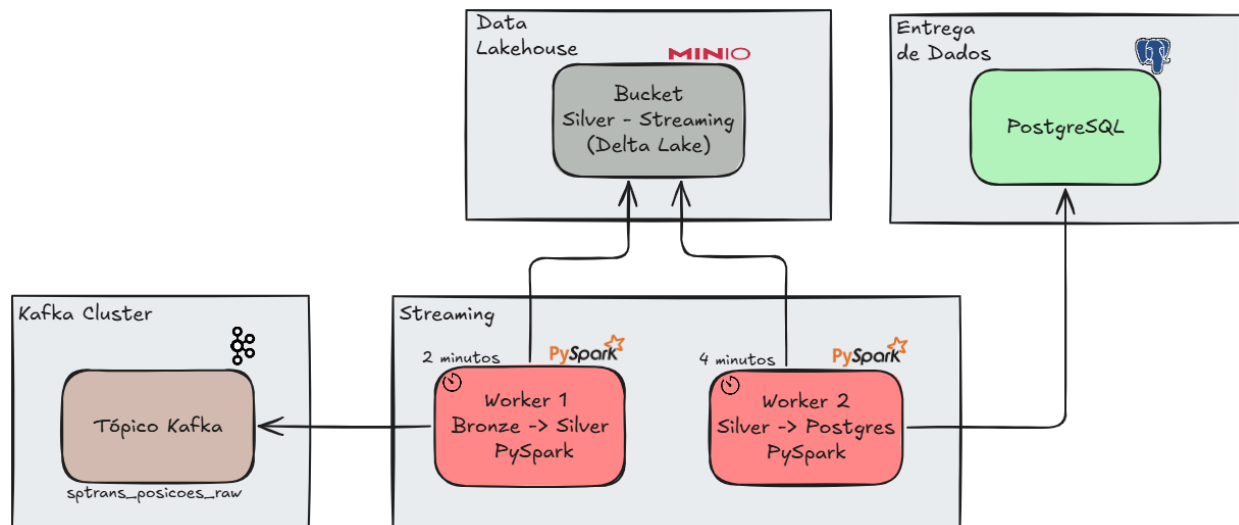 Data
Lakehouse
MINIO
Bucket
Silver - Streaming
(Delta Lake)
Entrega
de Dados
PostgreSQL
Kafka Cluster
Tópico Kafka
sptrans_posicoes_raw
Streaming
2 minutos
PySpark
Worker 1
Bronze -> Silver
PySpark
4 minutos
PySpark
Worker 2
Silver -> Postgres
PySpark